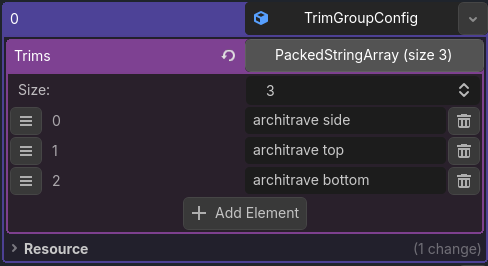 0 TrimGroupConfig
Trims PackedStringArray (size 3)
Size: 3
0 architrave side
1 architrave top
2 architrave bottom
Add Element
Resource (1 change)